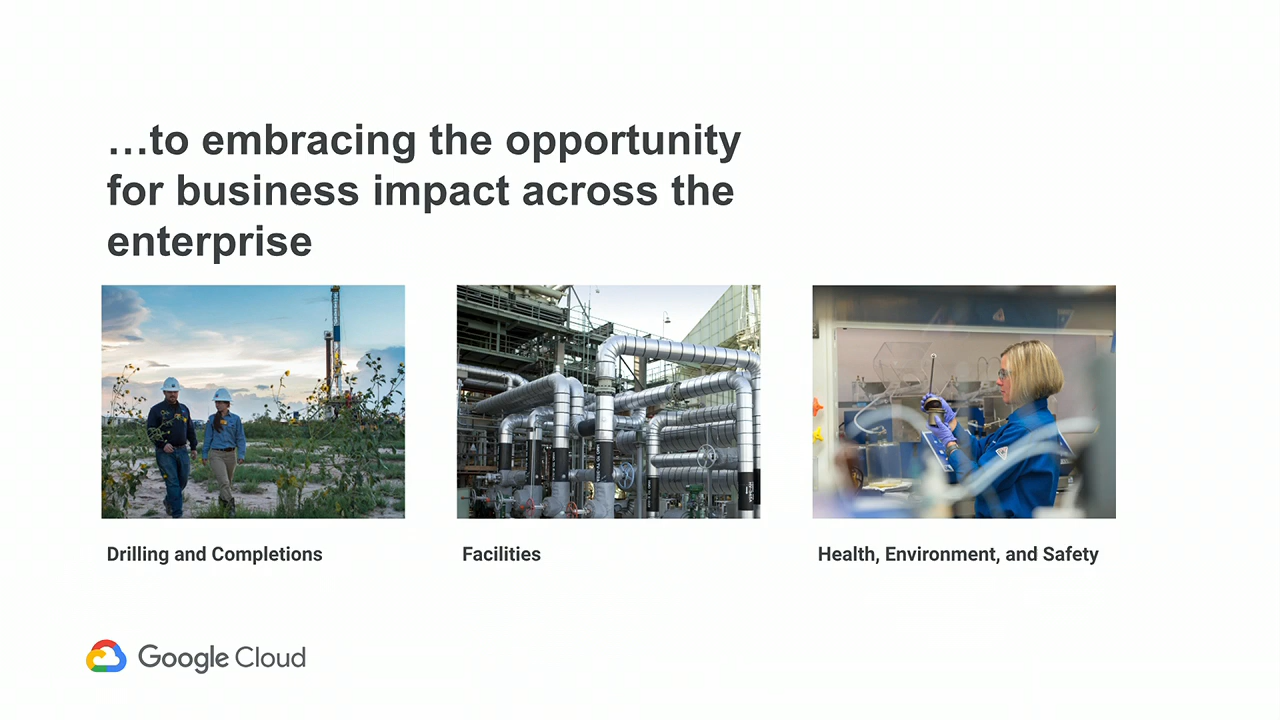 …to embracing the opportunity
for business impact across the
enterprise
Drilling and Completions
Facilities
Health, Environment, and Safety
Google Cloud